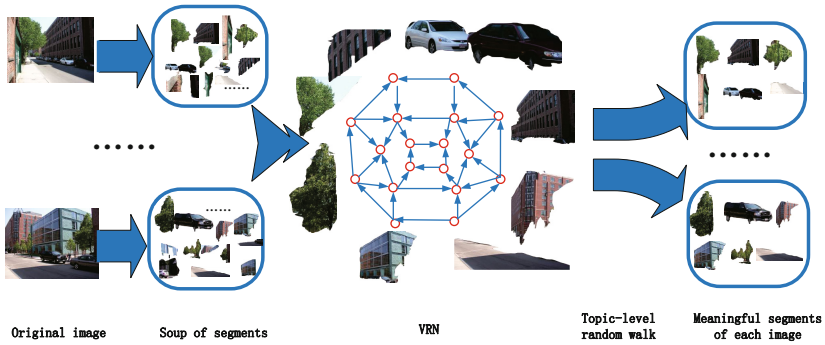 Original image
Soup of segments
VRN
Topic-level
random walk
Meaningful segments
of each image